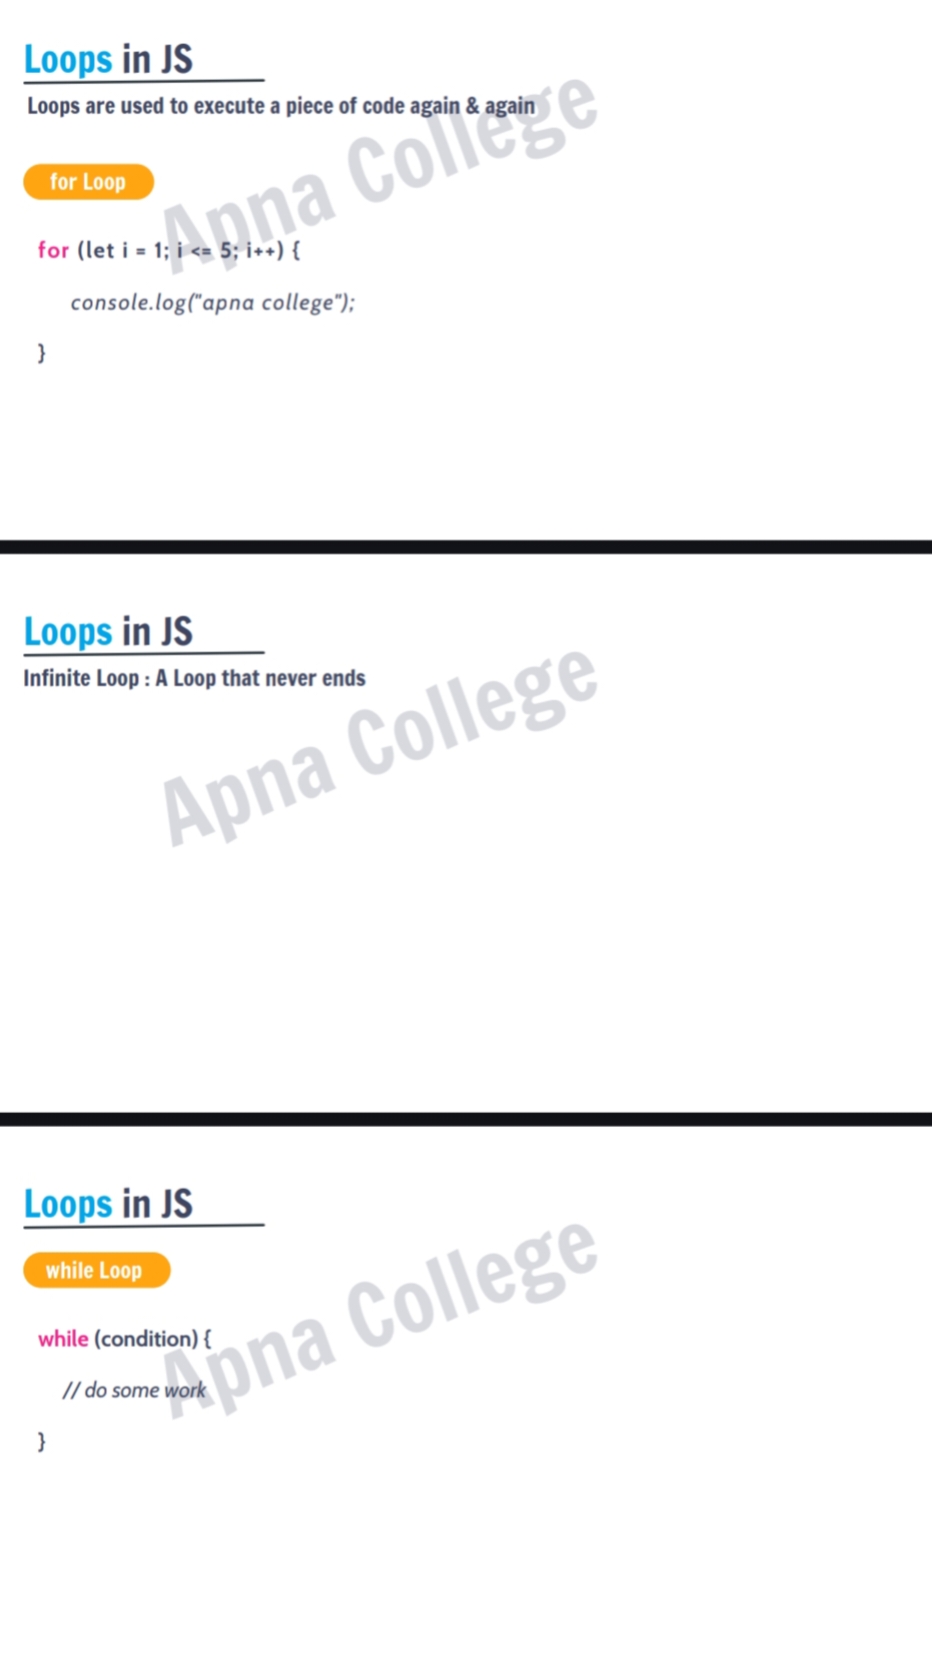 Loops in JS
Loops are used to execute a piece of code again & again
Apna College
for Loop
for (let i = 1; i <= 5; i++) {
console.log("apna college");
}
Loops in JS
Infinite Loop : A Loop that never ends
Apna College
Loops in JS
Apna College
while Loop
while (condition) {
// do some work
}